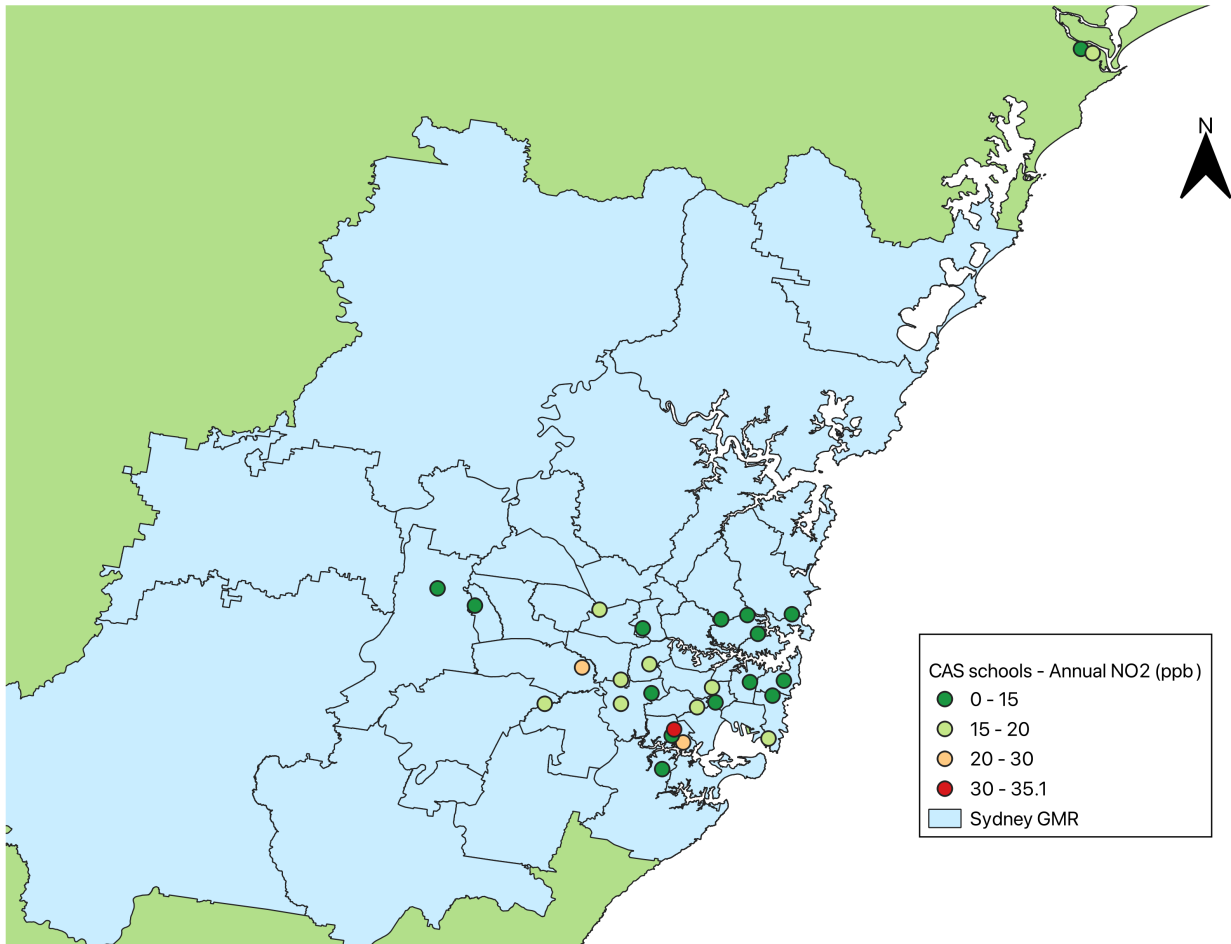 N
CAS schools - Annual NO2 (ppb)
0 - 15
15 - 20
20 - 30
30 - 35.1
Sydney GMR